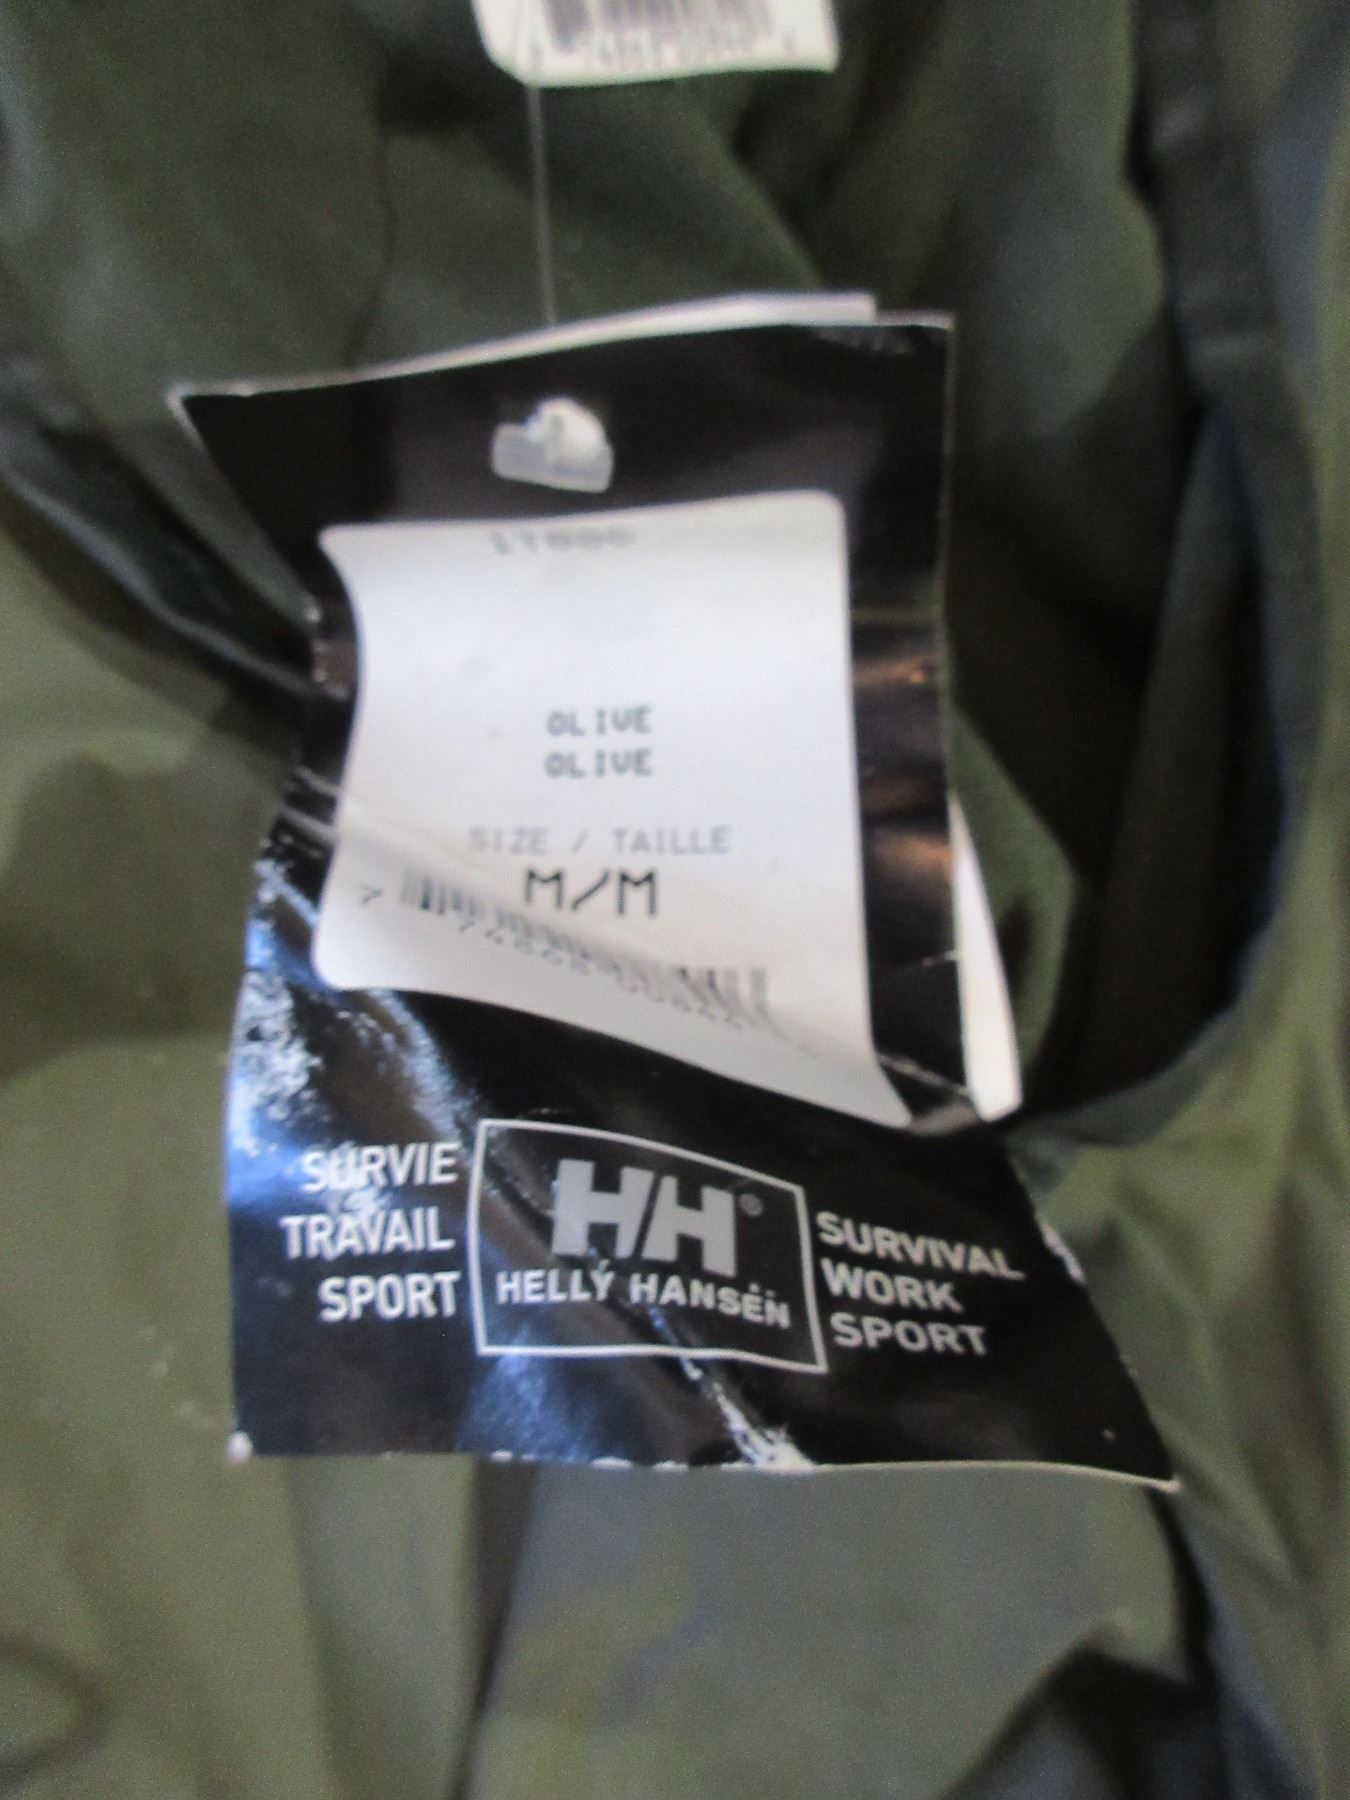 OLIVE
OLIVE
SIZE / TAILLE
M/M
SURVIE
TRAVAIL
SPORT
HH®
HELLY HANSEN
SURVIVAL
WORK
SPORT